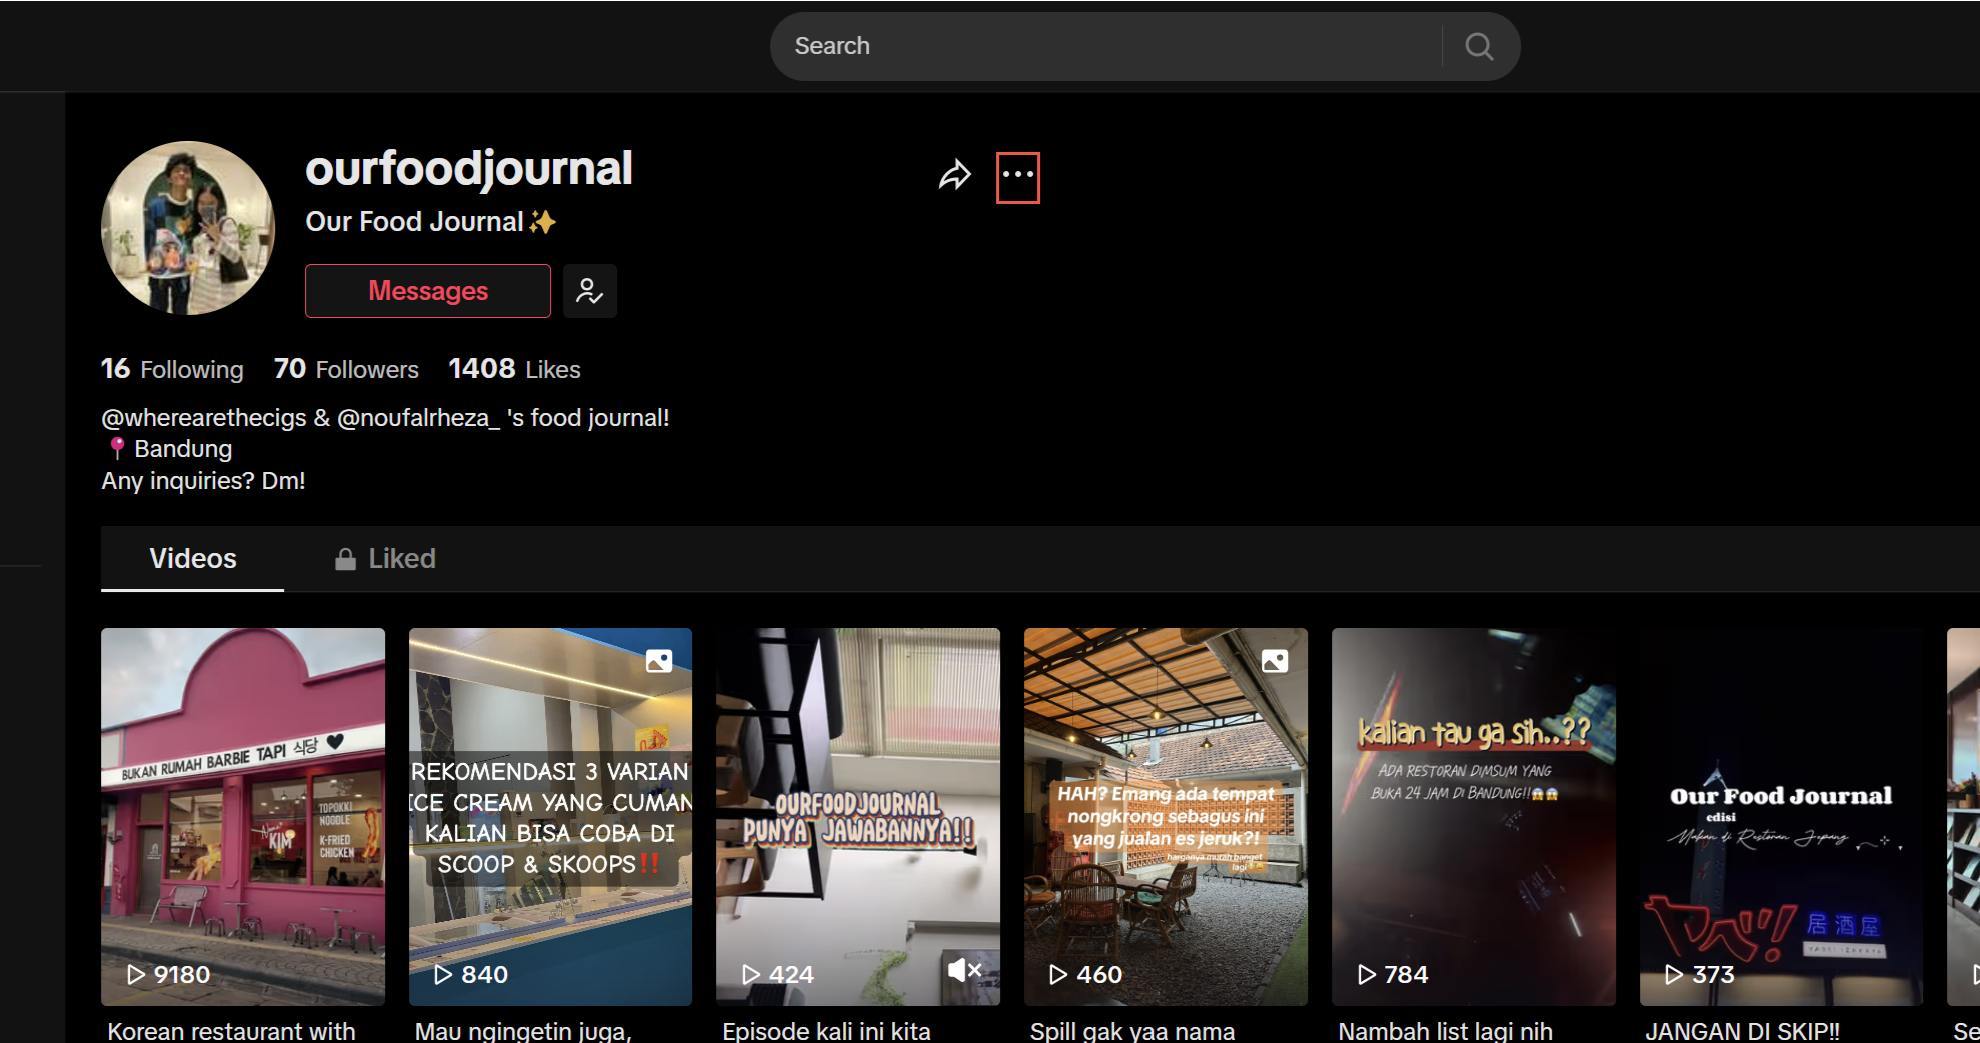 Search
ourfoodjournal
Our Food Journal✨
Messages
16 Following 70 Followers 1408 Likes
@wherearethecigs & @noufalrheza_ 's food journal!
📍 Bandung
Any inquiries? Dm!
Videos
Liked
BUKAN RUMAH BARBIE TAPI 식당 🖤
TOPOKKI
NOODLE
K-FRIED
CHICKEN
KIM
9180
Korean restaurant with
REKOMENDASI 3 VARIAN
ICE CREAM YANG CUMAN
KALIAN BISA COBA DI
SCOOP & SKOOPS‼️
840
Mau ngingetin juga,
OURFOODJOURNAL
PUNYA JAWABANNYA!!
424
Episode kali ini kita
HAH? Emang ada tempat
nongkrong sebagus ini
yang jualan es jeruk?!
harganya murah banget
lagi
460
Spill gak yaa nama
kalian tau ga sih..??
ADA RESTORAN DIMSUM YANG
BUKA 24 JAM DI BANDUNG!!😱😱
784
Nambah list lagi nih
Our Food Journal
edisi
Makan di Restoran Jepang
ヤバイ!!
居酒屋
373
JANGAN DI SKIP!!
Se